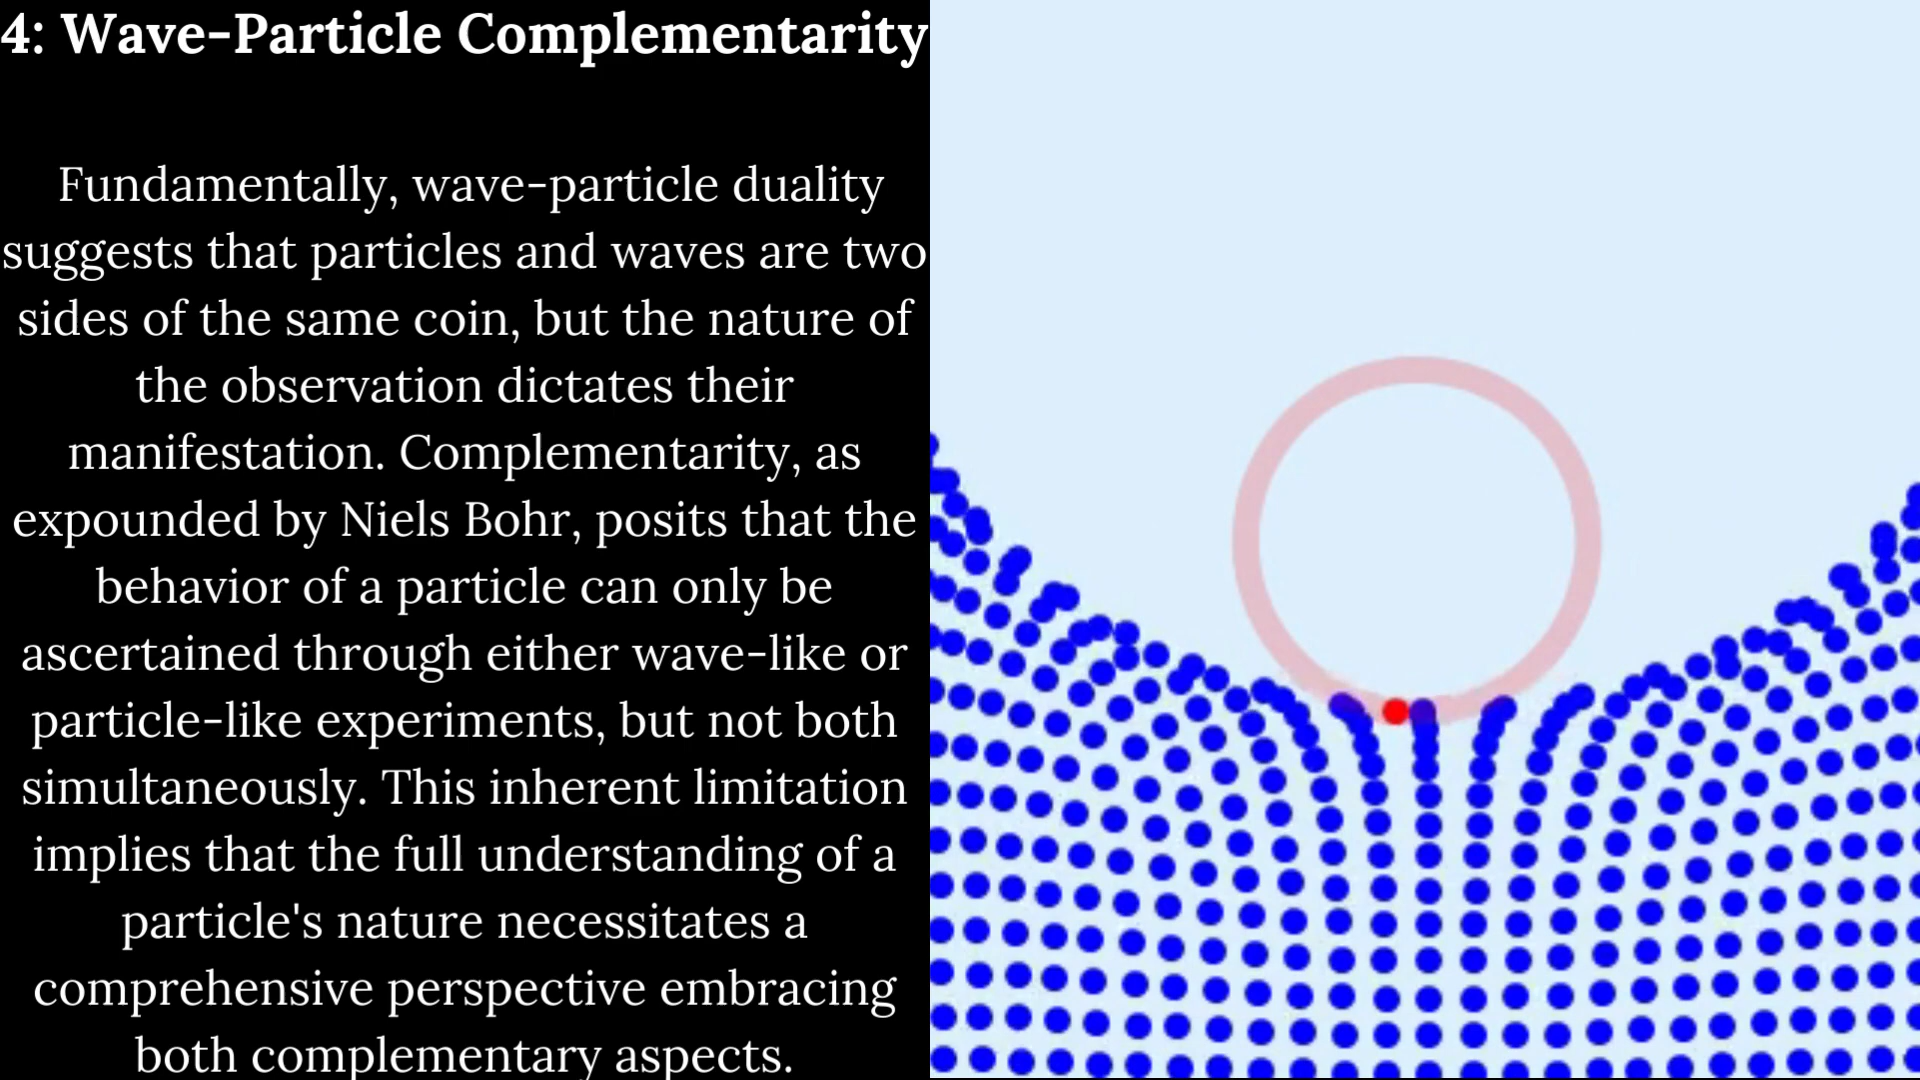 4: Wave-Particle Complementarity
Fundamentally, wave-particle duality
suggests that particles and waves are two
sides of the same coin, but the nature of
the observation dictates their
manifestation. Complementarity, as
expounded by Niels Bohr, posits that the
behavior of a particle can only be
ascertained through either wave-like or
particle-like experiments, but not both
simultaneously. This inherent limitation
implies that the full understanding of a
particle's nature necessitates a
comprehensive perspective embracing
both complementary aspects.